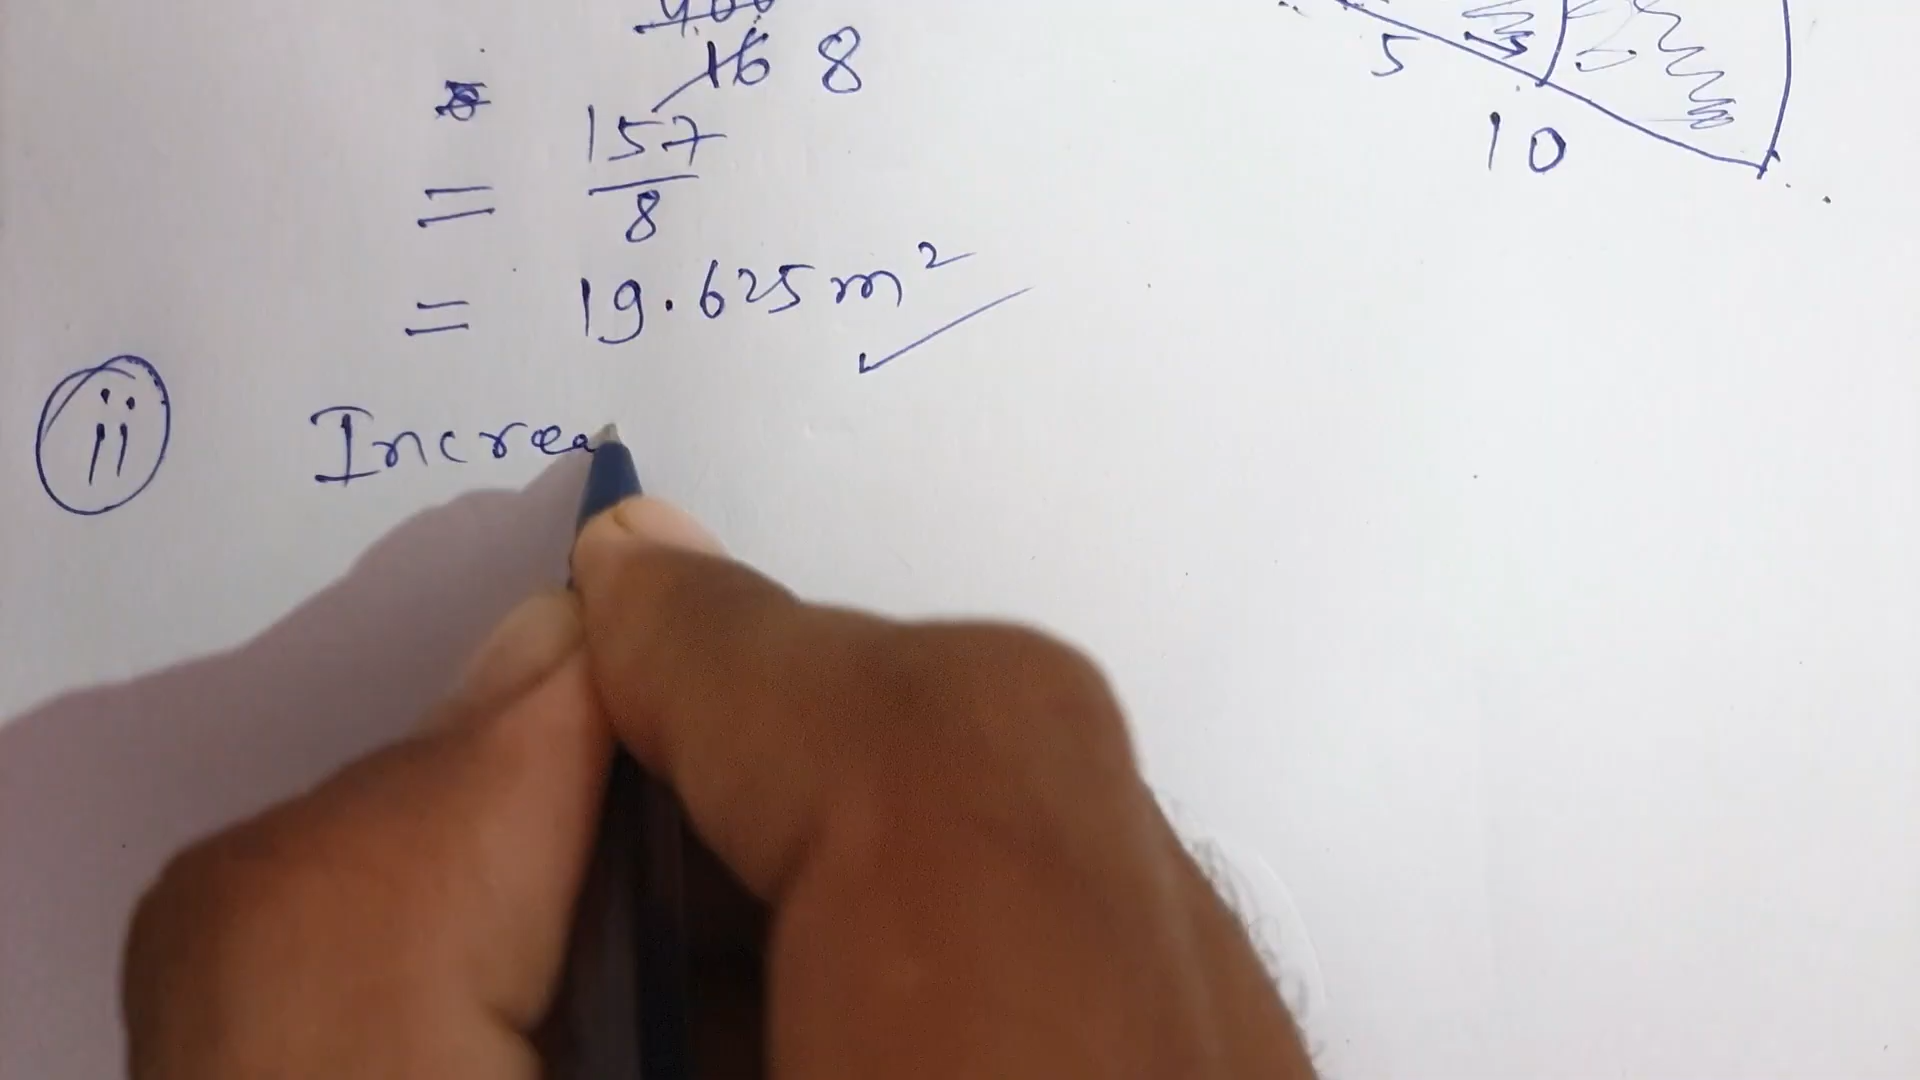 16 8
157
= 8
= 19.625 m²
ii Increa
5
10